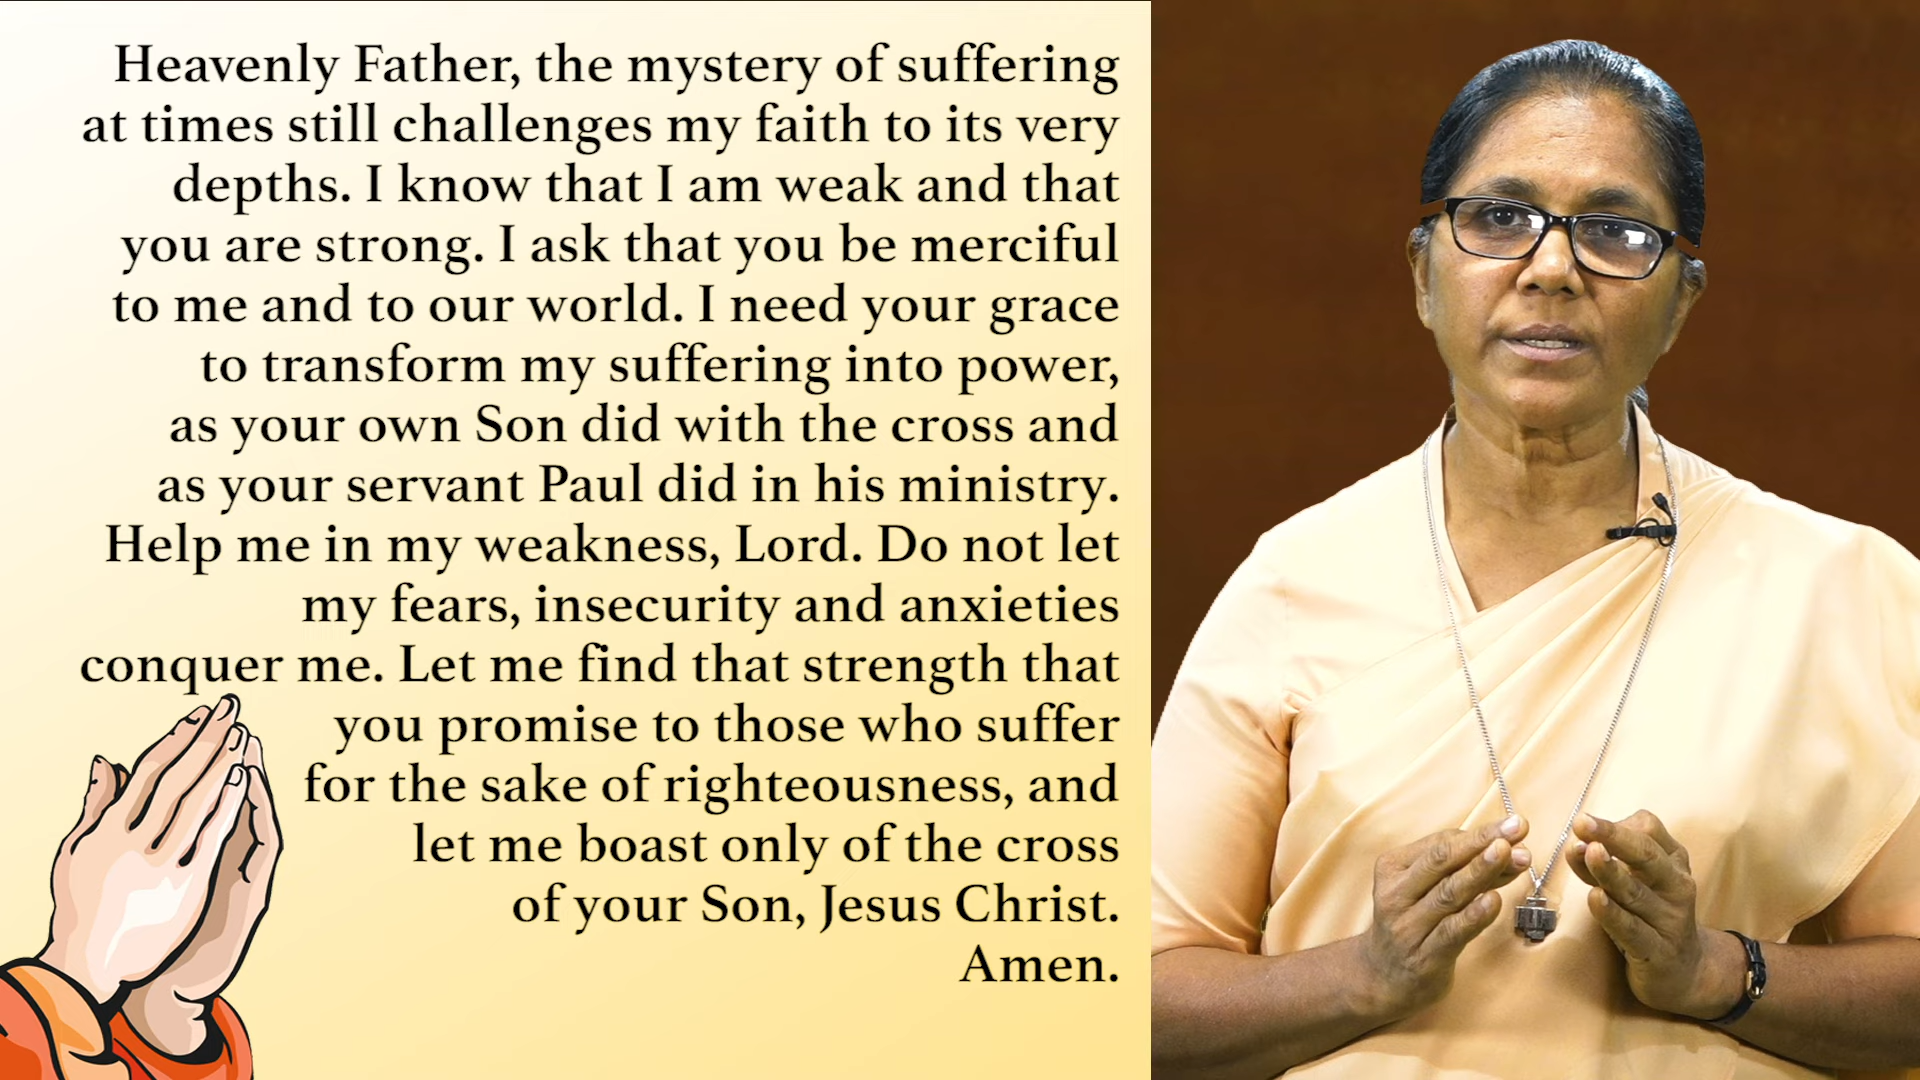 Heavenly Father, the mystery of suffering
at times still challenges my faith to its very
depths. I know that I am weak and that
you are strong. I ask that you be merciful
to me and to our world. I need your grace
to transform my suffering into power,
as your own Son did with the cross and
as your servant Paul did in his ministry.
Help me in my weakness, Lord. Do not let
my fears, insecurity and anxieties
conquer me. Let me find that strength that
you promise to those who suffer
for the sake of righteousness, and
let me boast only of the cross
of your Son, Jesus Christ.
Amen.